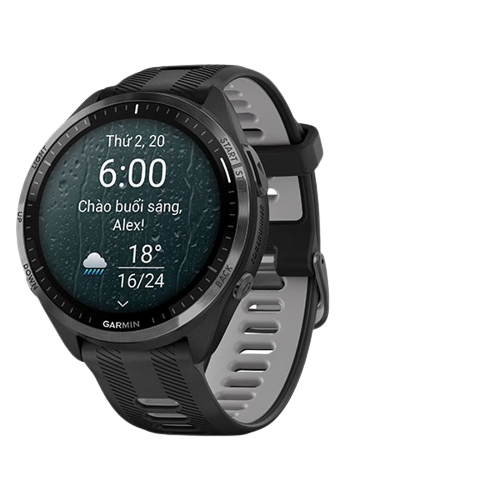 Thứ 2, 20
6:00
Chào buổi sáng,
Alex!
18°
16/24
GARMIN
LIGHT
UP
DOWN
START
BACK